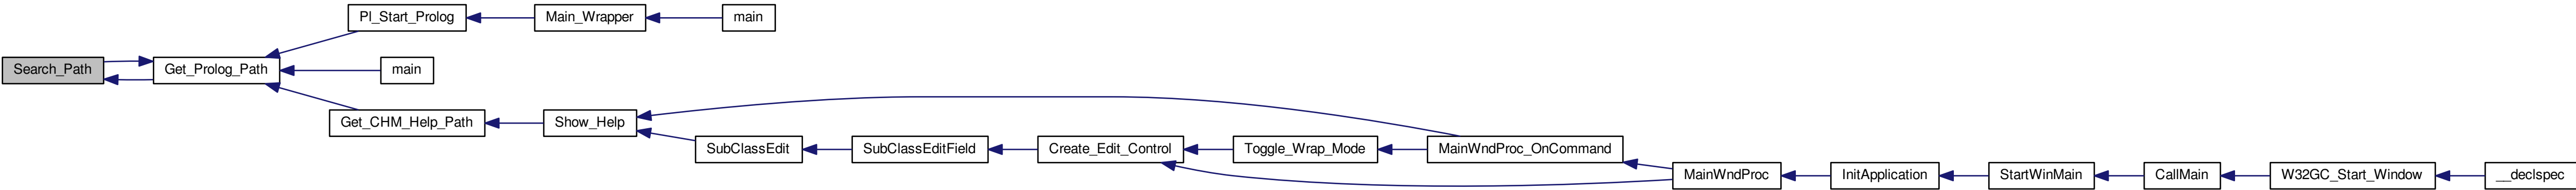 Pl_Start_Prolog
Main_Wrapper
main
Search_Path
Get_Prolog_Path
main
Get_CHM_Help_Path
Show_Help
SubClassEdit
SubClassEditField
Create_Edit_Control
Toggle_Wrap_Mode
MainWndProc_OnCommand
MainWndProc
InitApplication
StartWinMain
CallMain
W32GC_Start_Window
__declspec